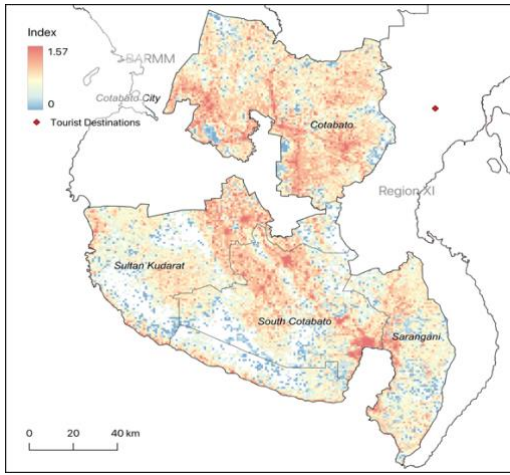 Index
1.57
0
BARMM
Cotabato City
Tourist Destinations
Cotabato
Region XI
Sultan Kudarat
South Cotabato
Sarangani
0 20 40 km